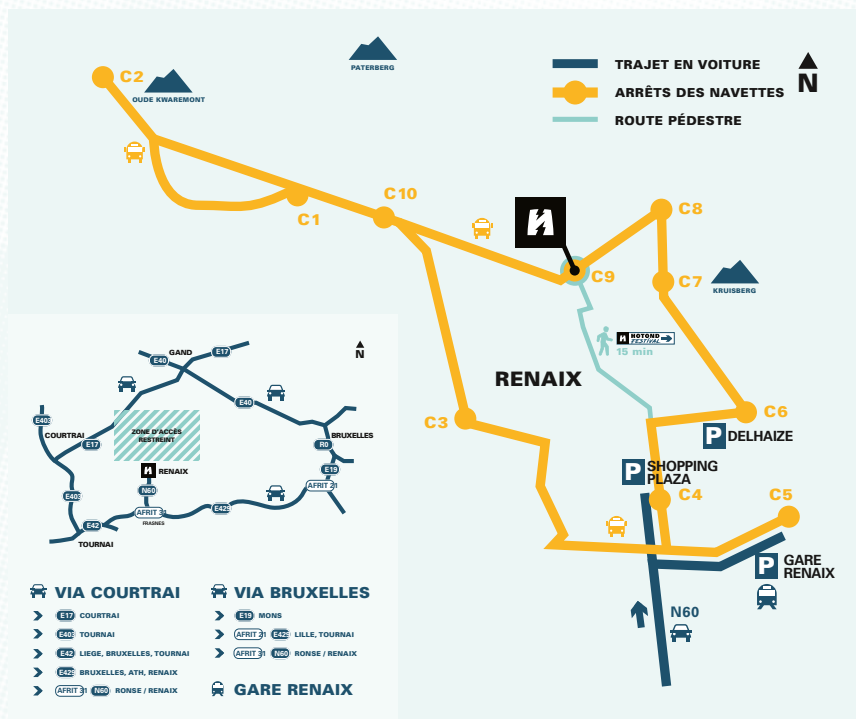 C2
OUDE KWAREMONT
PATERBERG
TRAJET EN VOITURE
ARRÊTS DES NAVETTES
ROUTE PÉDESTRE
N
C1
C10
C9
C8
C7
KRUISBERG
HOTOND
FESTIVAL
15 min
RENAIX
C3
C6
P DELHAIZE
P SHOPPING
PLAZA
C4
C5
P GARE
RENAIX
N60
N
GAND
E40
E17
E40
E403
COURTRAI
E17
ZONE D'ACCÈS
RESTREINT
BRUXELLES
R0
E19
AFRIT 21
RENAIX
N60
E403
AFRIT 31
FRASNES
E429
E42
TOURNAI
VIA COURTRAI
E17 COURTRAI
E403 TOURNAI
E42 LIEGE, BRUXELLES, TOURNAI
E429 BRUXELLES, ATH, RENAIX
AFRIT 31 N60 RONSE / RENAIX
VIA BRUXELLES
E19 MONS
AFRIT 21 E429 LILLE, TOURNAI
AFRIT 31 N60 RONSE / RENAIX
GARE RENAIX